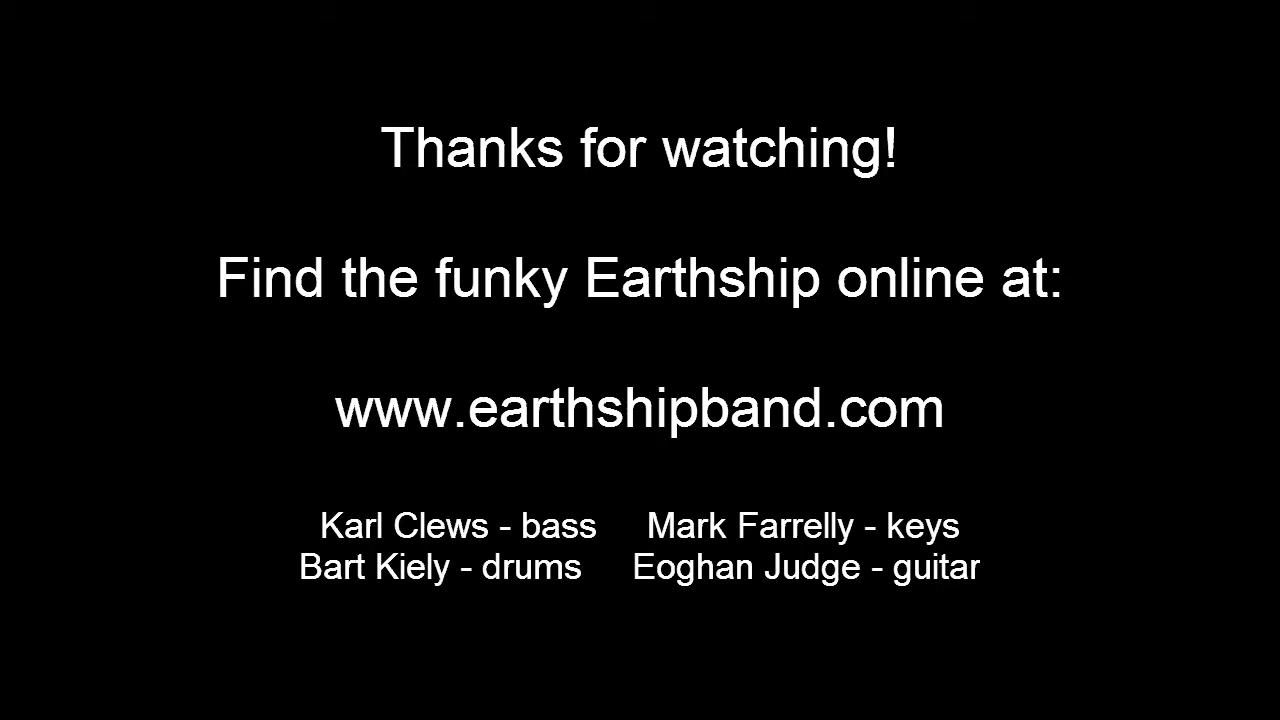 Thanks for watching!
Find the funky Earthship online at:
www.earthshipband.com
Karl Clews - bass Mark Farrelly - keys
Bart Kiely - drums Eoghan Judge - guitar